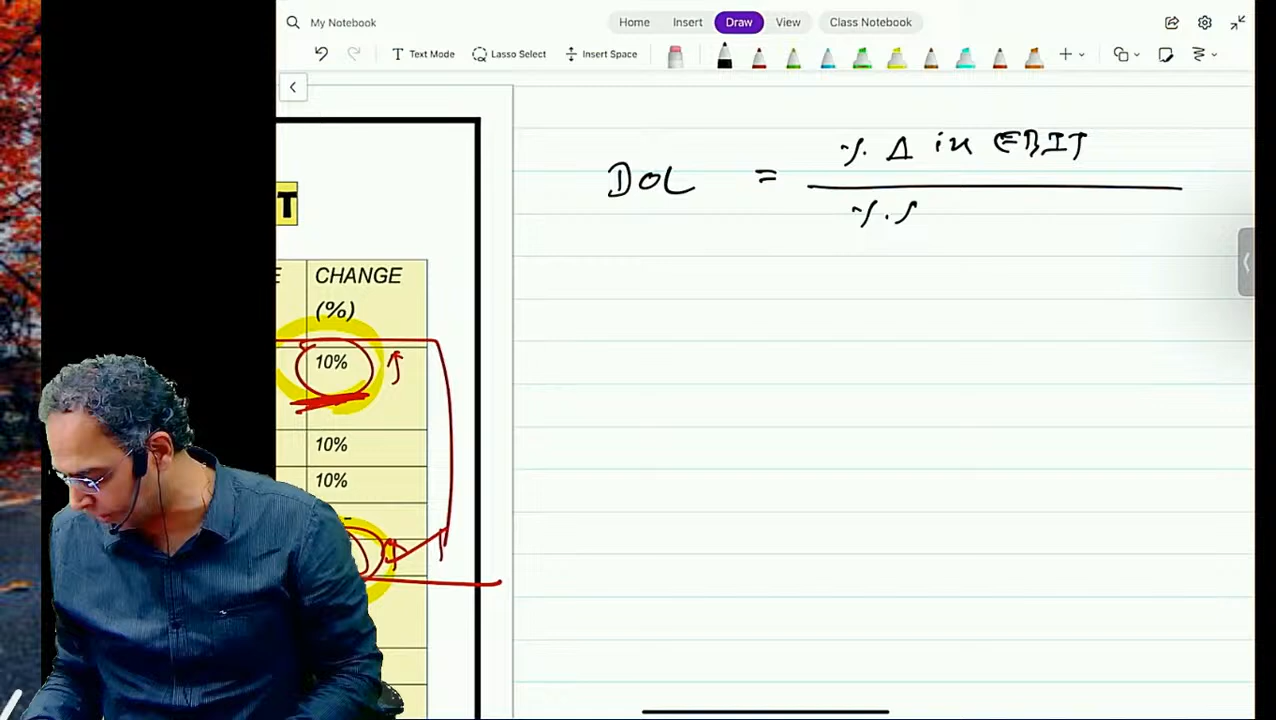 My Notebook
Home Insert Draw View Class Notebook
Text Mode Lasso Select Insert Space
% Δ in EBIT
DOL =
%
T
E CHANGE
(%)
10%
10%
10%